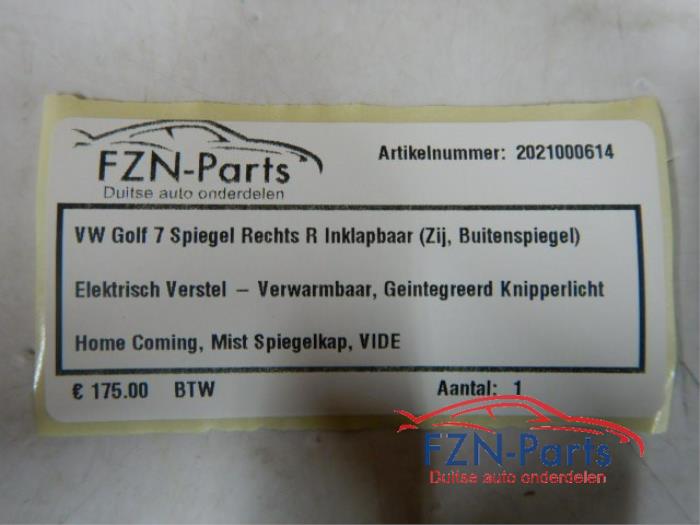 FZN-Parts
Duitse auto onderdelen
Artikelnummer: 2021000614
VW Golf 7 Spiegel Rechts R Inklapbaar (Zij, Buitenspiegel)
Elektrisch Verstel – Verwarmbaar, Geintegreerd Knipperlicht
Home Coming, Mist Spiegelkap, VIDE
€ 175.00 BTW Aantal: 1
FZN-Parts
Duitse auto onderdelen